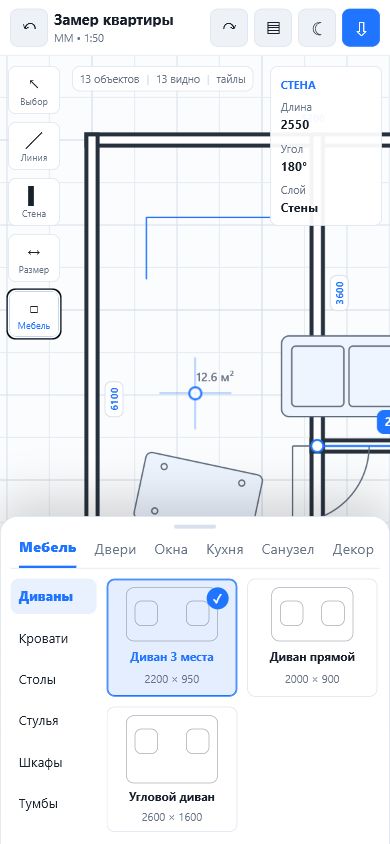 Замер квартиры
ММ • 1:50
13 объектов | 13 видно | тайлы
Выбор
Линия
Стена
Размер
Мебель
СТЕНА
Длина
2550
Угол
180°
Слой
Стены
3600
12.6 м²
6100
2
Мебель
Двери
Окна
Кухня
Санузел
Декор
Диваны
Кровати
Столы
Стулья
Шкафы
Тумбы
Диван 3 места
2200 × 950
Диван прямой
2000 × 900
Угловой диван
2600 × 1600